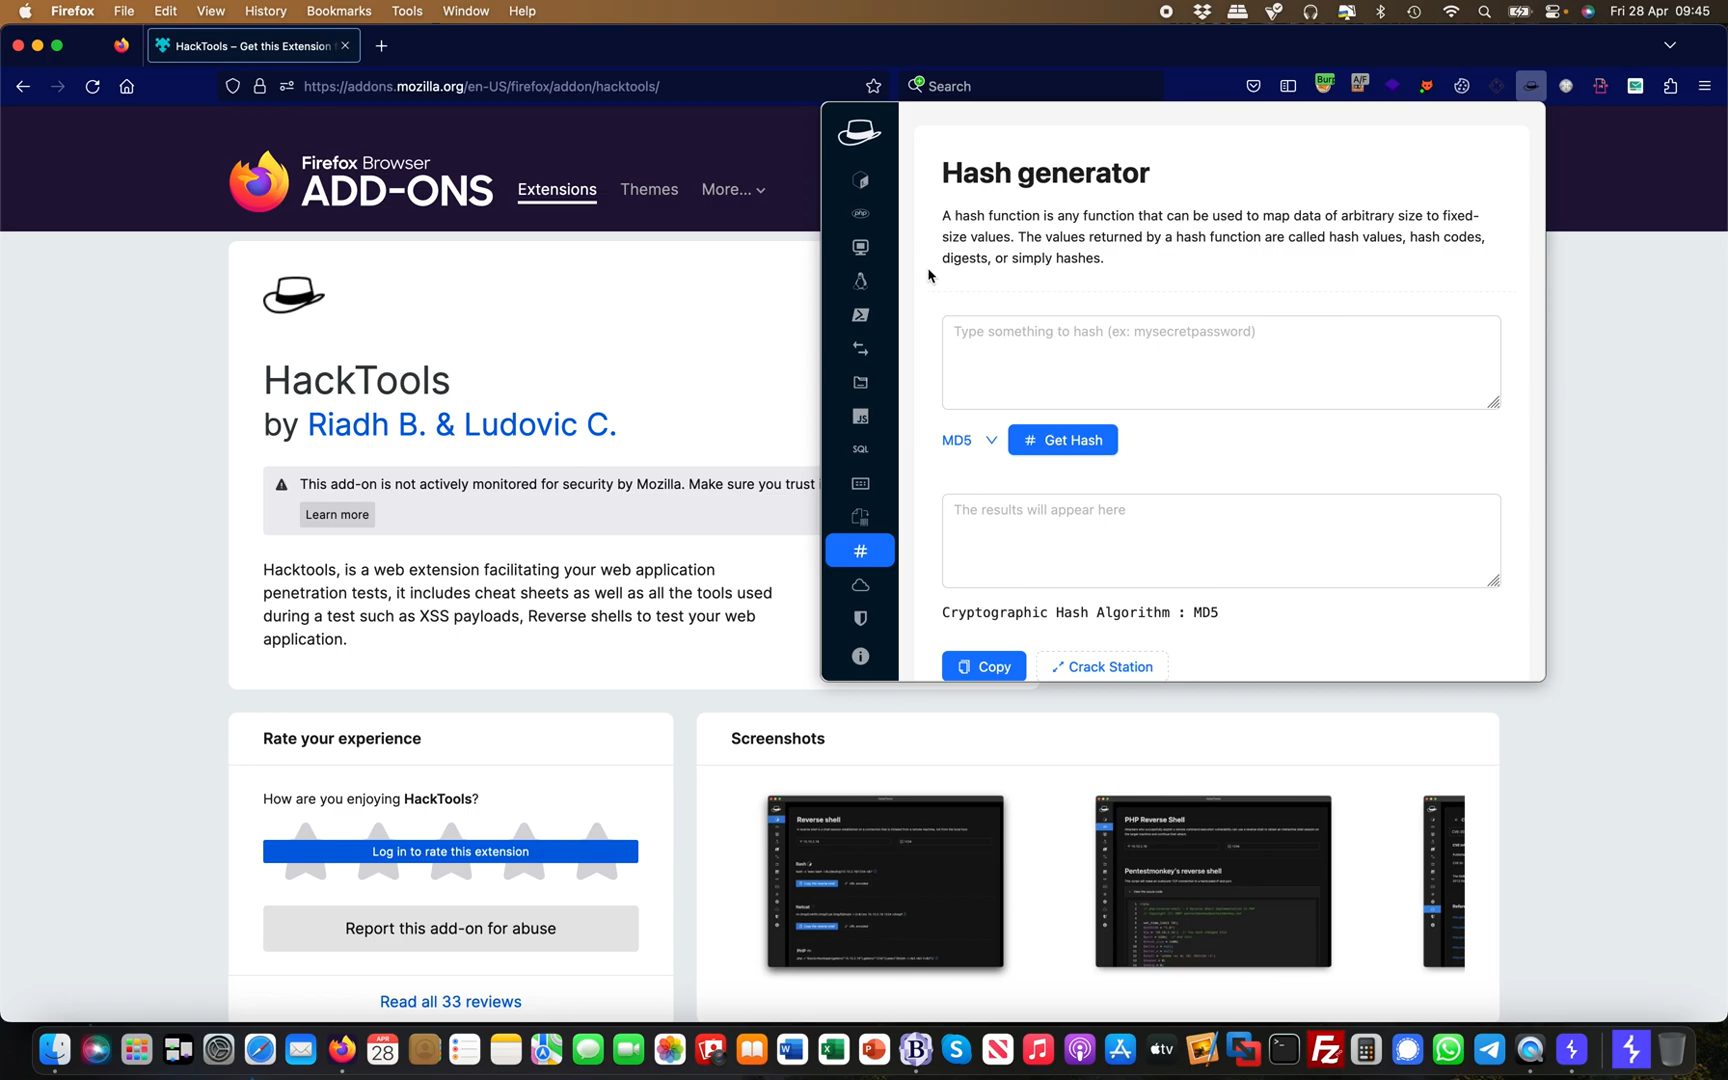 Firefox File Edit View History Bookmarks Tools Window Help
Fri 28 Apr 09:45
HackTools – Get this Extension
https://addons.mozilla.org/en-US/firefox/addon/hacktools/
Search
Burp
A/F
Firefox Browser
ADD-ONS
Extensions Themes More...
HackTools
by Riadh B. & Ludovic C.
This add-on is not actively monitored for security by Mozilla. Make sure you trust
Learn more
Hacktools, is a web extension facilitating your web application
penetration tests, it includes cheat sheets as well as all the tools used
during a test such as XSS payloads, Reverse shells to test your web
application.
php
JS
SQL
#
Hash generator
A hash function is any function that can be used to map data of arbitrary size to fixed-
size values. The values returned by a hash function are called hash values, hash codes,
digests, or simply hashes.
Type something to hash (ex: mysecretpassword)
MD5 # Get Hash
The results will appear here
Cryptographic Hash Algorithm : MD5
Copy Crack Station
Rate your experience
How are you enjoying HackTools?
Log in to rate this extension
Report this add-on for abuse
Read all 33 reviews
Screenshots
Reverse shell
Bash
Netcat
PHP
PHP Reverse Shell
Pentestmonkey's reverse shell
APR
28
tv